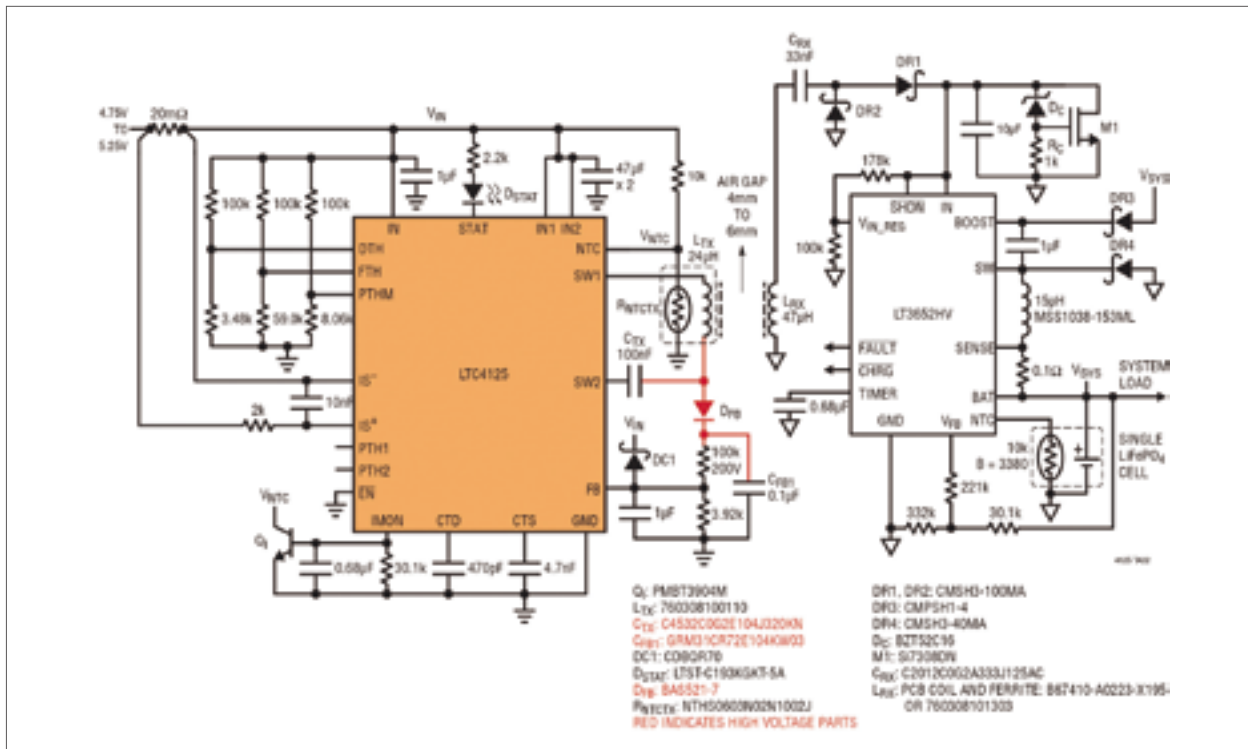 4.75V
TO
5.25V
20mΩ
VIN
2.2k
1µF
DSTAT
47µF
x 2
10k
100k
100k
100k
IN
STAT
IN1
IN2
DTH
FTH
PTHM
NTC
VNTC
SW1
LTX
24µH
AIR GAP
4mm
TO
6mm
RNTCTX
3.48k
59.0k
8.06k
LTC4125
CTX
100nF
SW2
IS−
10nF
2k
IS+
PTH1
PTH2
EN
DFB
VIN
DC1
100k
200V
CFB1
0.1µF
FB
1µF
3.92k
VNTC
IMON
CTD
CTS
GND
QI
0.68µF
30.1k
470pF
4.7nF
CRX
33nF
DR1
DR2
10µF
DC
RC
1k
M1
178k
SHDN
IN
VIN_REG
BOOST
100k
1µF
VSYS
DR3
DR4
SW
LRX
47µH
LT3652HV
15µH
MSS1038-153ML
FAULT
CHRG
SENSE
0.1Ω
VSYS
SYSTEM
LOAD
TIMER
BAT
0.68µF
GND
VFB
NTC
10k
B = 3380
SINGLE
LiFePO4
CELL
221k
332k
30.1k
QI: PMBT3904M
LTX: 760308100110
CTX: C4532C0G2E104J320KN
CFB1: GRM31CR72E104KW03
DC1: CDBQR70
DSTAT: LTST-C193KGKT-5A
DFB: BAS521-7
RNTCTX: NTHS0603N02N1002J
RED INDICATES HIGH VOLTAGE PARTS
DR1, DR2: CMSH3-100MA
DR3: CMPSH1-4
DR4: CMSH3-40MA
DC: BZT52C16
M1: Si7308DN
CRX: C2012C0G2A333J125AC
LRX: PCB COIL AND FERRITE: B67410-A0223-X195-
OR 760308101303